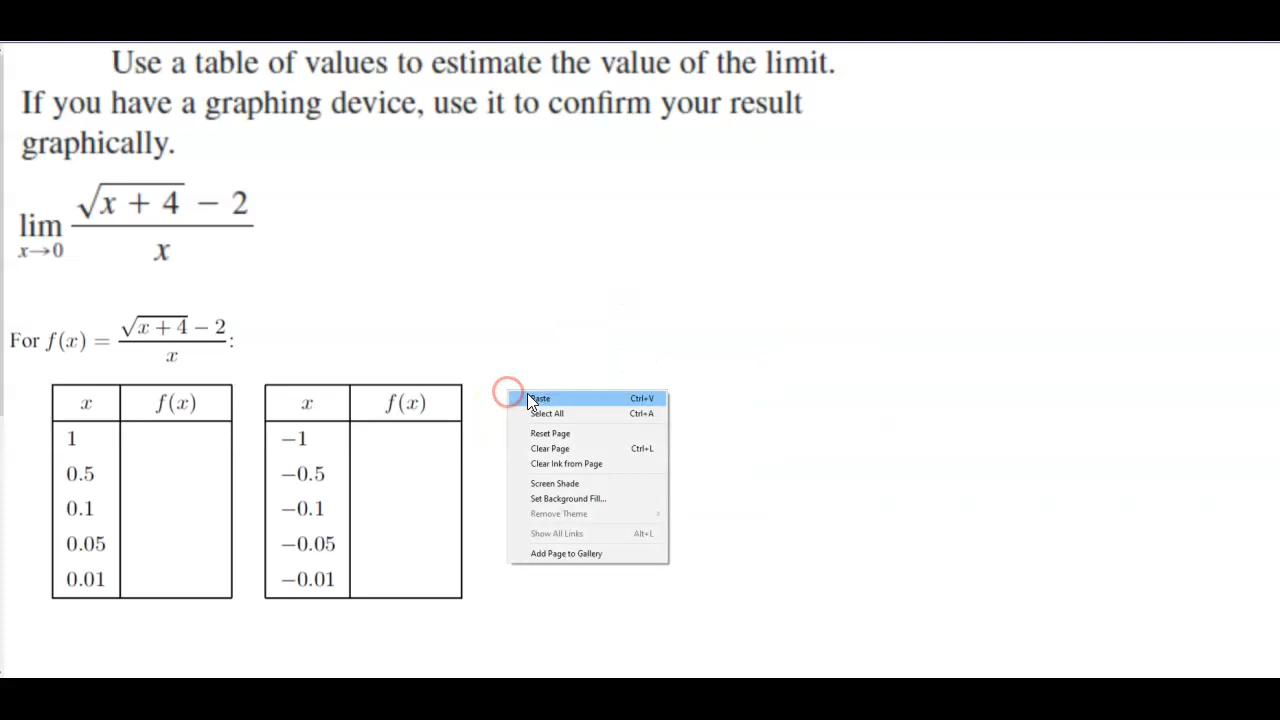 Use a table of values to estimate the value of the limit.
If you have a graphing device, use it to confirm your result
graphically.
lim x→0 (√(x + 4) − 2) / x
For f(x) = (√(x + 4) − 2) / x :
x f(x)
1
0.5
0.1
0.05
0.01
x f(x)
−1
−0.5
−0.1
−0.05
−0.01
Paste Ctrl+V
Select All Ctrl+A
Reset Page
Clear Page Ctrl+L
Clear Ink from Page
Screen Shade
Set Background Fill...
Remove Theme
Show All Links Alt+L
Add Page to Gallery